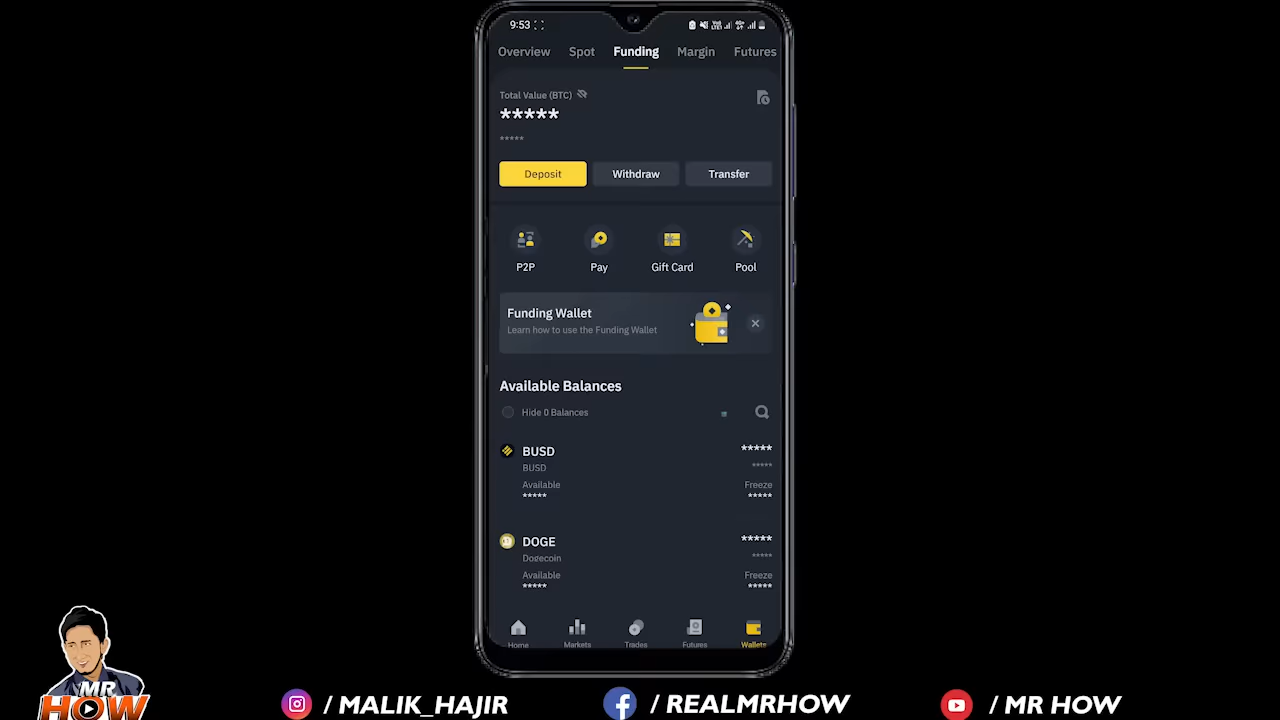 9:53
Overview Spot Funding Margin Futures
Total Value (BTC)
*****
*****
Deposit Withdraw Transfer
P2P Pay Gift Card Pool
Funding Wallet
Learn how to use the Funding Wallet
Available Balances
Hide 0 Balances
BUSD *****
BUSD *****
Available Freeze
***** *****
DOGE *****
Dogecoin *****
Available Freeze
***** *****
Home Markets Trades Futures Wallets
MR
HOW
/ MALIK_HAJIR / REALMRHOW / MR HOW